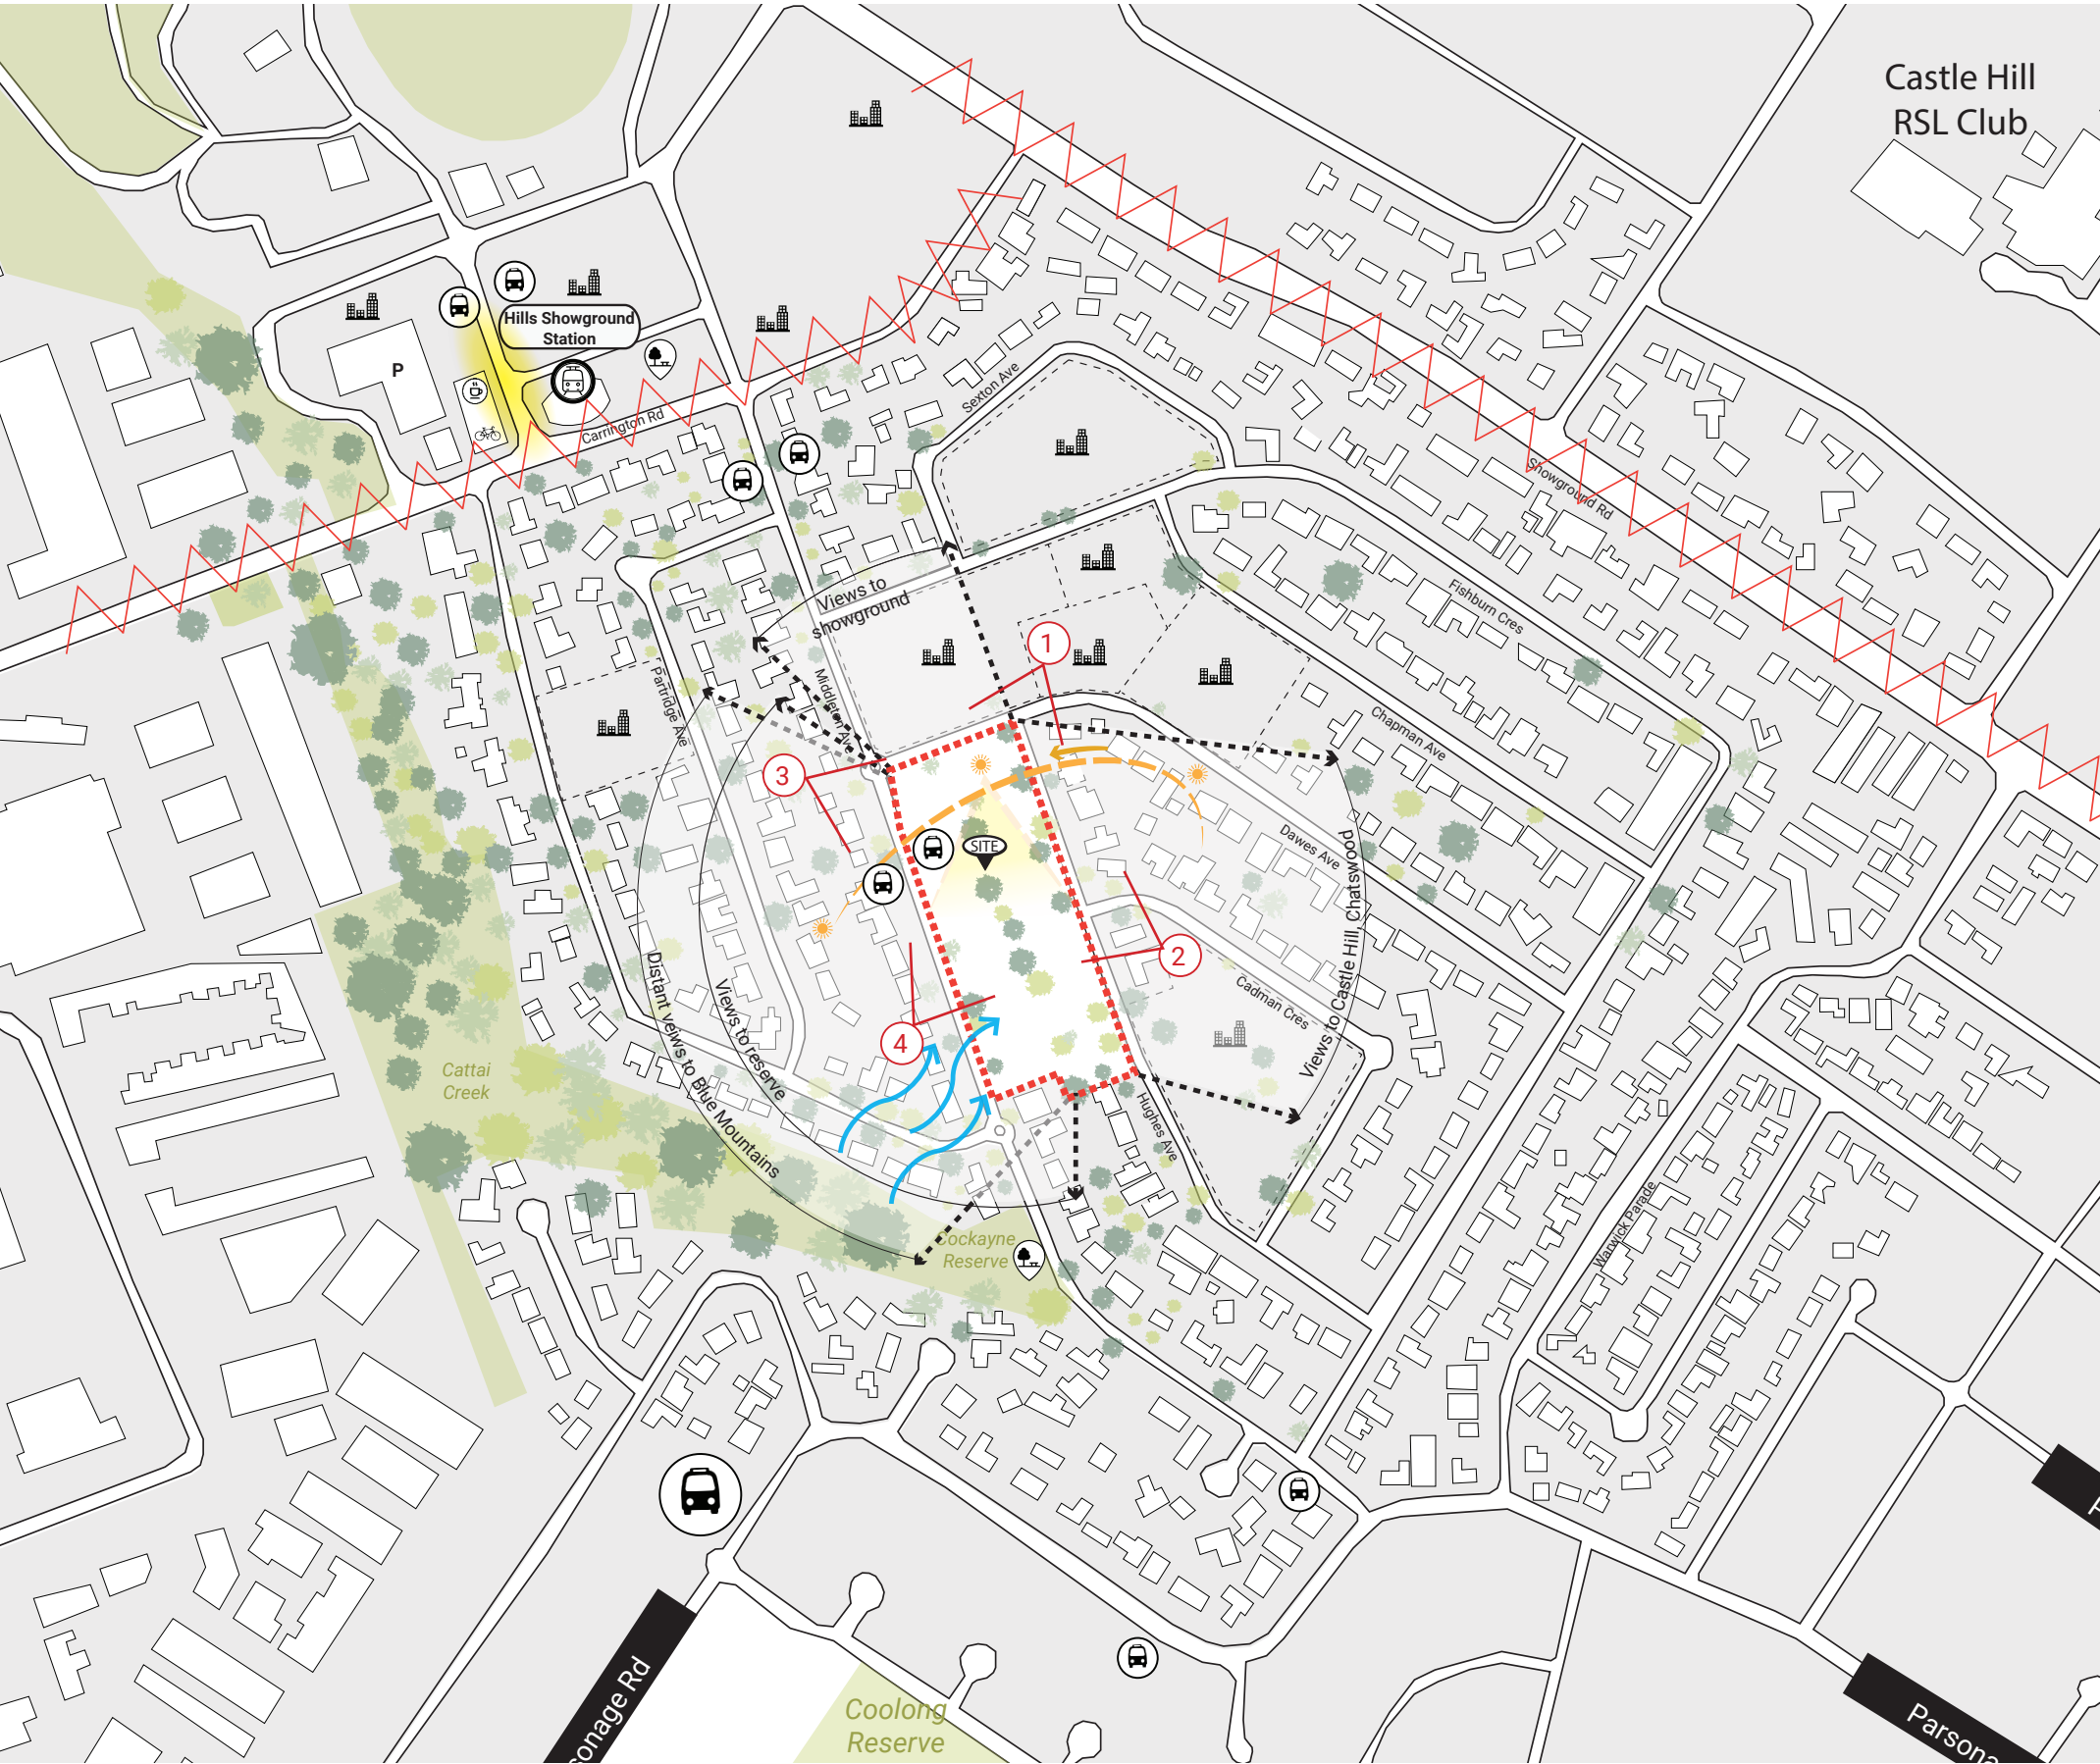 Castle Hill
RSL Club
Hills Showground
Station
P
Carrington Rd
Sexton Ave
Showground Rd
Fishburn Cres
Views to
showground
1
Partridge Ave
Middleton Ave
Chapman Ave
3
SITE
Dawes Ave
Views to Castle Hill, Chatswood
2
Cadman Cres
Distant veiws to Blue Mountains
Views to reserve
4
Cattai
Creek
Hughes Ave
Warwick Parade
Cockayne
Reserve
sonage Rd
Coolong
Reserve
Parsona